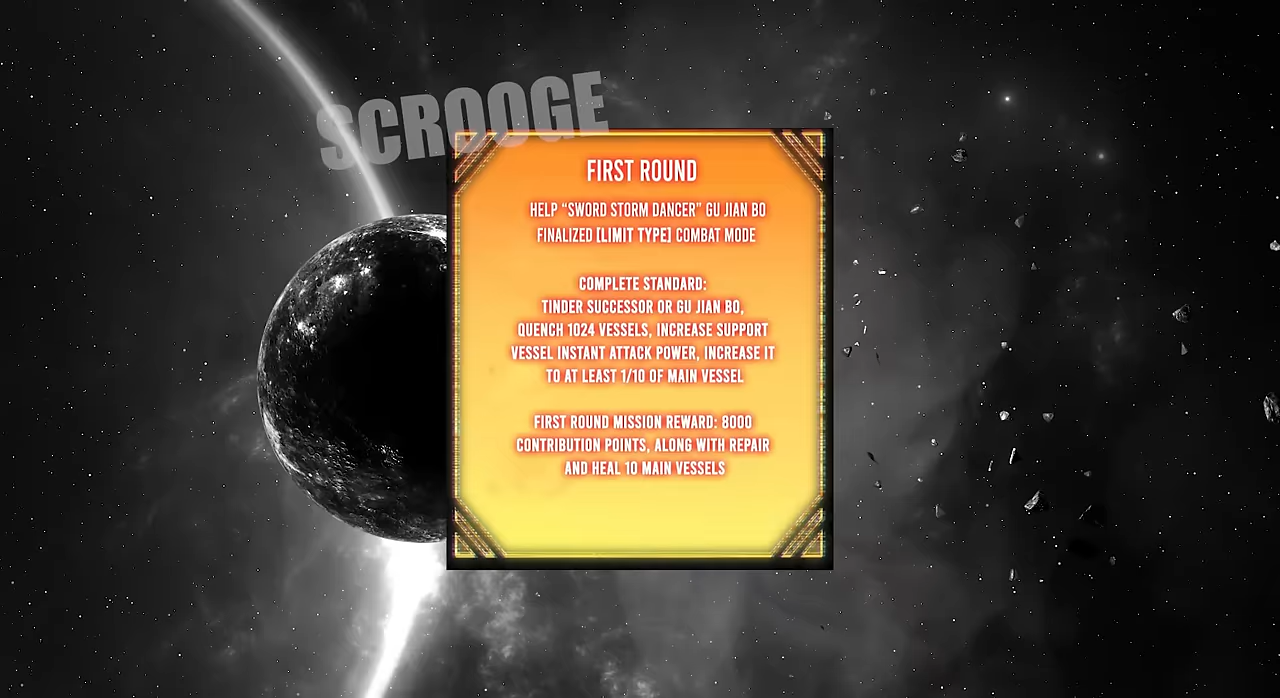 SCROOGE
FIRST ROUND
HELP “SWORD STORM DANCER” GU JIAN BO
FINALIZED [LIMIT TYPE] COMBAT MODE
COMPLETE STANDARD:
TINDER SUCCESSOR OR GU JIAN BO,
QUENCH 1024 VESSELS, INCREASE SUPPORT
VESSEL INSTANT ATTACK POWER, INCREASE IT
TO AT LEAST 1/10 OF MAIN VESSEL
FIRST ROUND MISSION REWARD: 8000
CONTRIBUTION POINTS, ALONG WITH REPAIR
AND HEAL 10 MAIN VESSELS